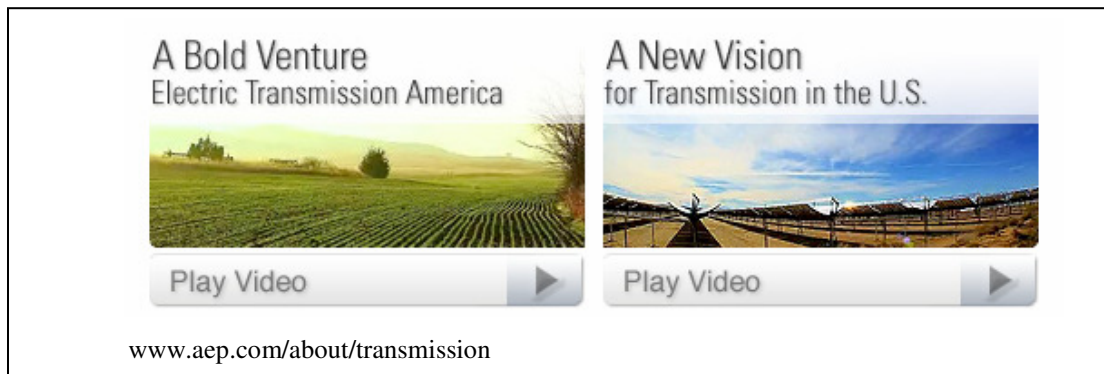 A Bold Venture
Electric Transmission America
Play Video
A New Vision
for Transmission in the U.S.
Play Video
www.aep.com/about/transmission